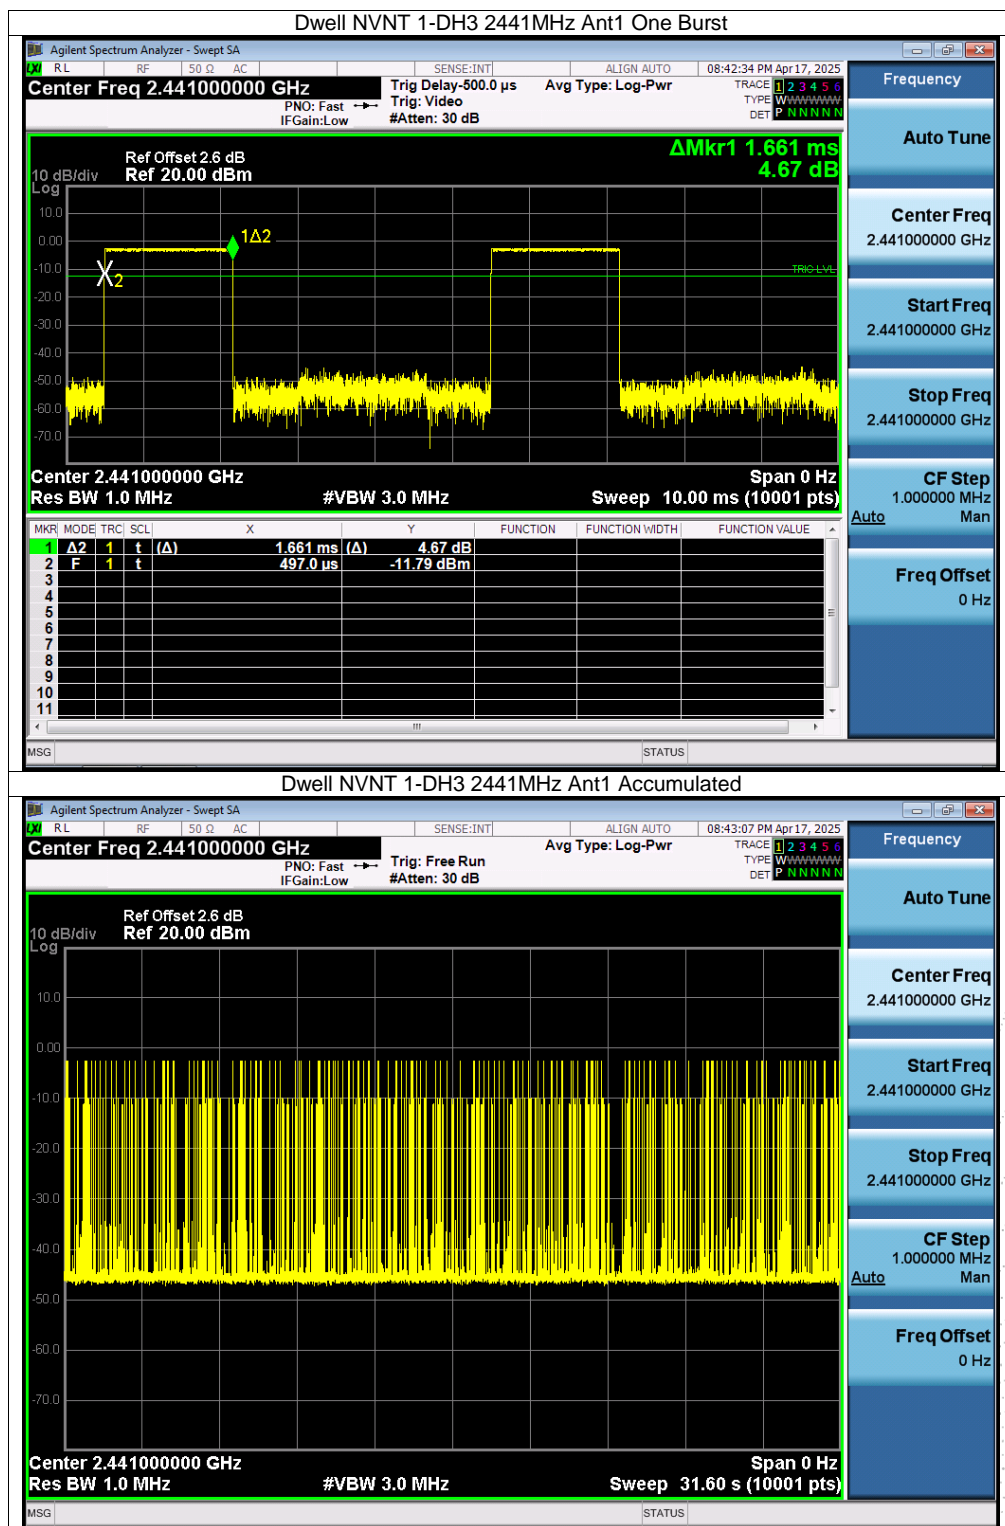 Dwell NVNT 1-DH3 2441MHz Ant1 One Burst
Agilent Spectrum Analyzer - Swept SA
LXI RL RF 50 Ω AC SENSE:INT ALIGN AUTO 08:42:34 PM Apr 17, 2025
Center Freq 2.441000000 GHz
PNO: Fast
IFGain:Low
Trig Delay-500.0 µs
Trig: Video
#Atten: 30 dB
Avg Type: Log-Pwr
TRACE 1 2 3 4 5 6
TYPE WWWWWW
DET P N N N N N
Frequency
Auto Tune
Center Freq
2.441000000 GHz
Start Freq
2.441000000 GHz
Stop Freq
2.441000000 GHz
CF Step
1.000000 MHz
Auto Man
Freq Offset
0 Hz
ΔMkr1 1.661 ms
4.67 dB
Ref Offset 2.6 dB
10 dB/div Ref 20.00 dBm
Log
10.0
0.00
-10.0
-20.0
-30.0
-40.0
-50.0
-60.0
-70.0
1Δ2
X2
TRIG LVL
Center 2.441000000 GHz Span 0 Hz
Res BW 1.0 MHz #VBW 3.0 MHz Sweep 10.00 ms (10001 pts)
MKR MODE TRC SCL X Y FUNCTION FUNCTION WIDTH FUNCTION VALUE
1 Δ2 1 t (Δ) 1.661 ms (Δ) 4.67 dB
2 F 1 t 497.0 µs -11.79 dBm
3
4
5
6
7
8
9
10
11
MSG STATUS
Dwell NVNT 1-DH3 2441MHz Ant1 Accumulated
Agilent Spectrum Analyzer - Swept SA
LXI RL RF 50 Ω AC SENSE:INT ALIGN AUTO 08:43:07 PM Apr 17, 2025
Center Freq 2.441000000 GHz
PNO: Fast
IFGain:Low
Trig: Free Run
#Atten: 30 dB
Avg Type: Log-Pwr
TRACE 1 2 3 4 5 6
TYPE WWWWWW
DET P N N N N N
Frequency
Auto Tune
Center Freq
2.441000000 GHz
Start Freq
2.441000000 GHz
Stop Freq
2.441000000 GHz
CF Step
1.000000 MHz
Auto Man
Freq Offset
0 Hz
Ref Offset 2.6 dB
10 dB/div Ref 20.00 dBm
Log
10.0
0.00
-10.0
-20.0
-30.0
-40.0
-50.0
-60.0
-70.0
Center 2.441000000 GHz Span 0 Hz
Res BW 1.0 MHz #VBW 3.0 MHz Sweep 31.60 s (10001 pts)
MSG STATUS